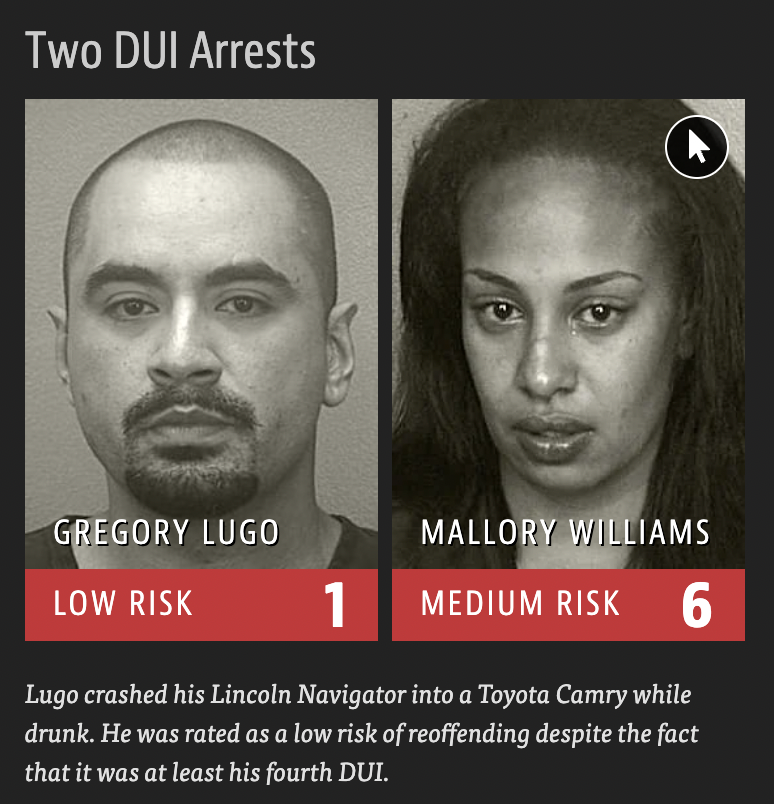 Two DUI Arrests
GREGORY LUGO
LOW RISK 1
MALLORY WILLIAMS
MEDIUM RISK 6
Lugo crashed his Lincoln Navigator into a Toyota Camry while
drunk. He was rated as a low risk of reoffending despite the fact
that it was at least his fourth DUI.